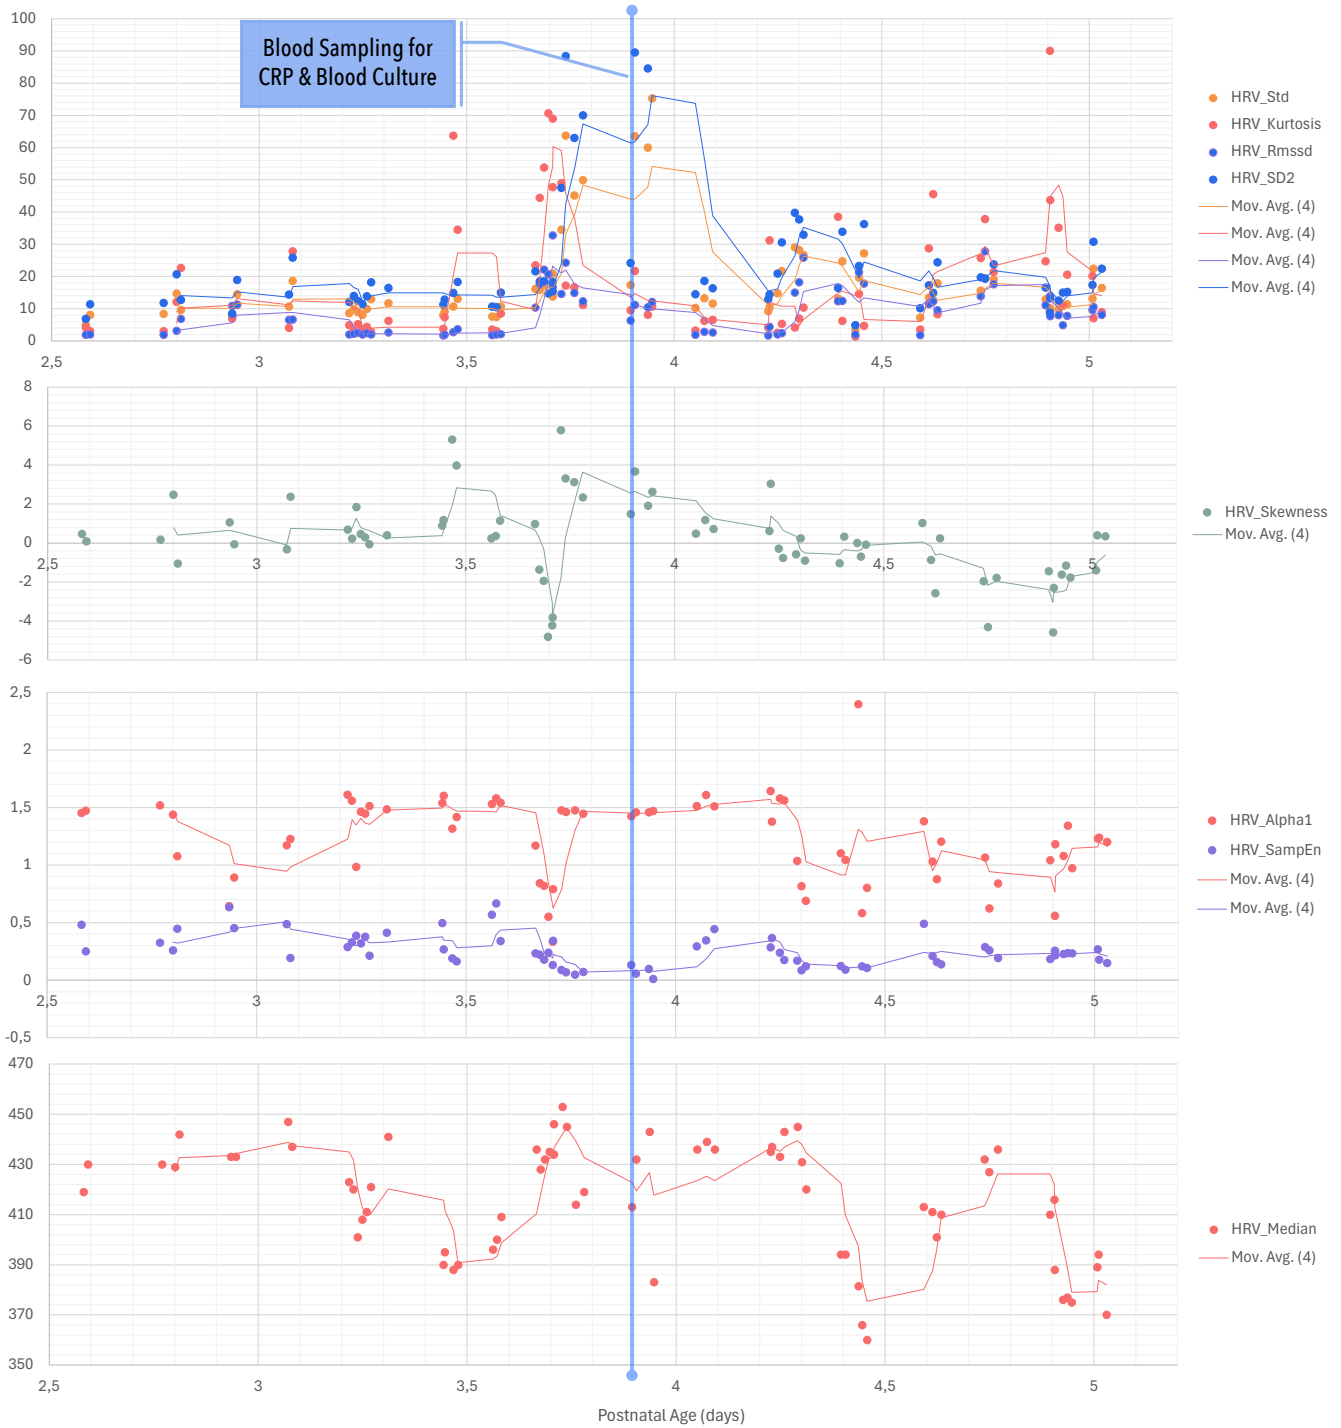 Blood Sampling for
CRP & Blood Culture
100
90
80
70
60
50
40
30
20
10
0
2,5 3 3,5 4 4,5 5
HRV_Std
HRV_Kurtosis
HRV_Rmssd
HRV_SD2
Mov. Avg. (4)
Mov. Avg. (4)
Mov. Avg. (4)
Mov. Avg. (4)
8
6
4
2
0
-2
-4
-6
2,5 3 3,5 4 4,5 5
HRV_Skewness
Mov. Avg. (4)
2,5
2
1,5
1
0,5
0
-0,5
2,5 3 3,5 4 4,5 5
HRV_Alpha1
HRV_SampEn
Mov. Avg. (4)
Mov. Avg. (4)
470
450
430
410
390
370
350
2,5 3 3,5 4 4,5 5
HRV_Median
Mov. Avg. (4)
Postnatal Age (days)